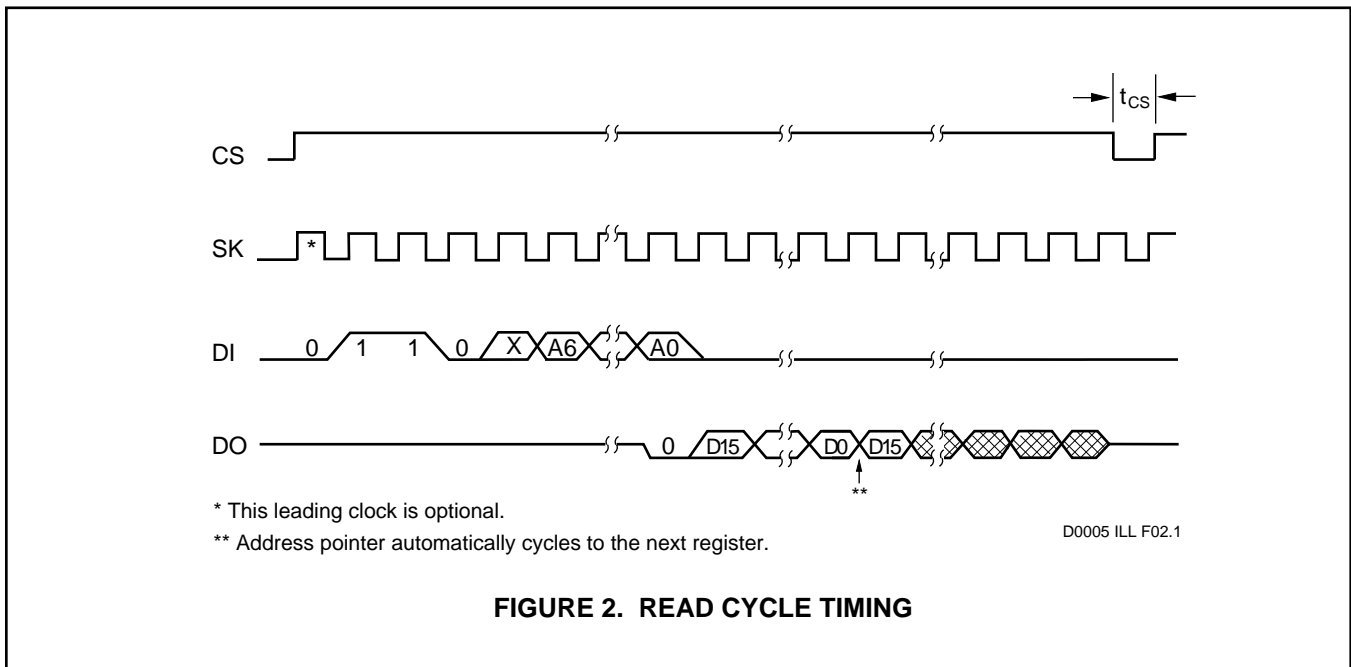 tCS
CS
SK *
DI 0 1 1 0 X A6 A0
DO 0 D15 D0 D15
**
* This leading clock is optional.
** Address pointer automatically cycles to the next register.
D0005 ILL F02.1
FIGURE 2. READ CYCLE TIMING